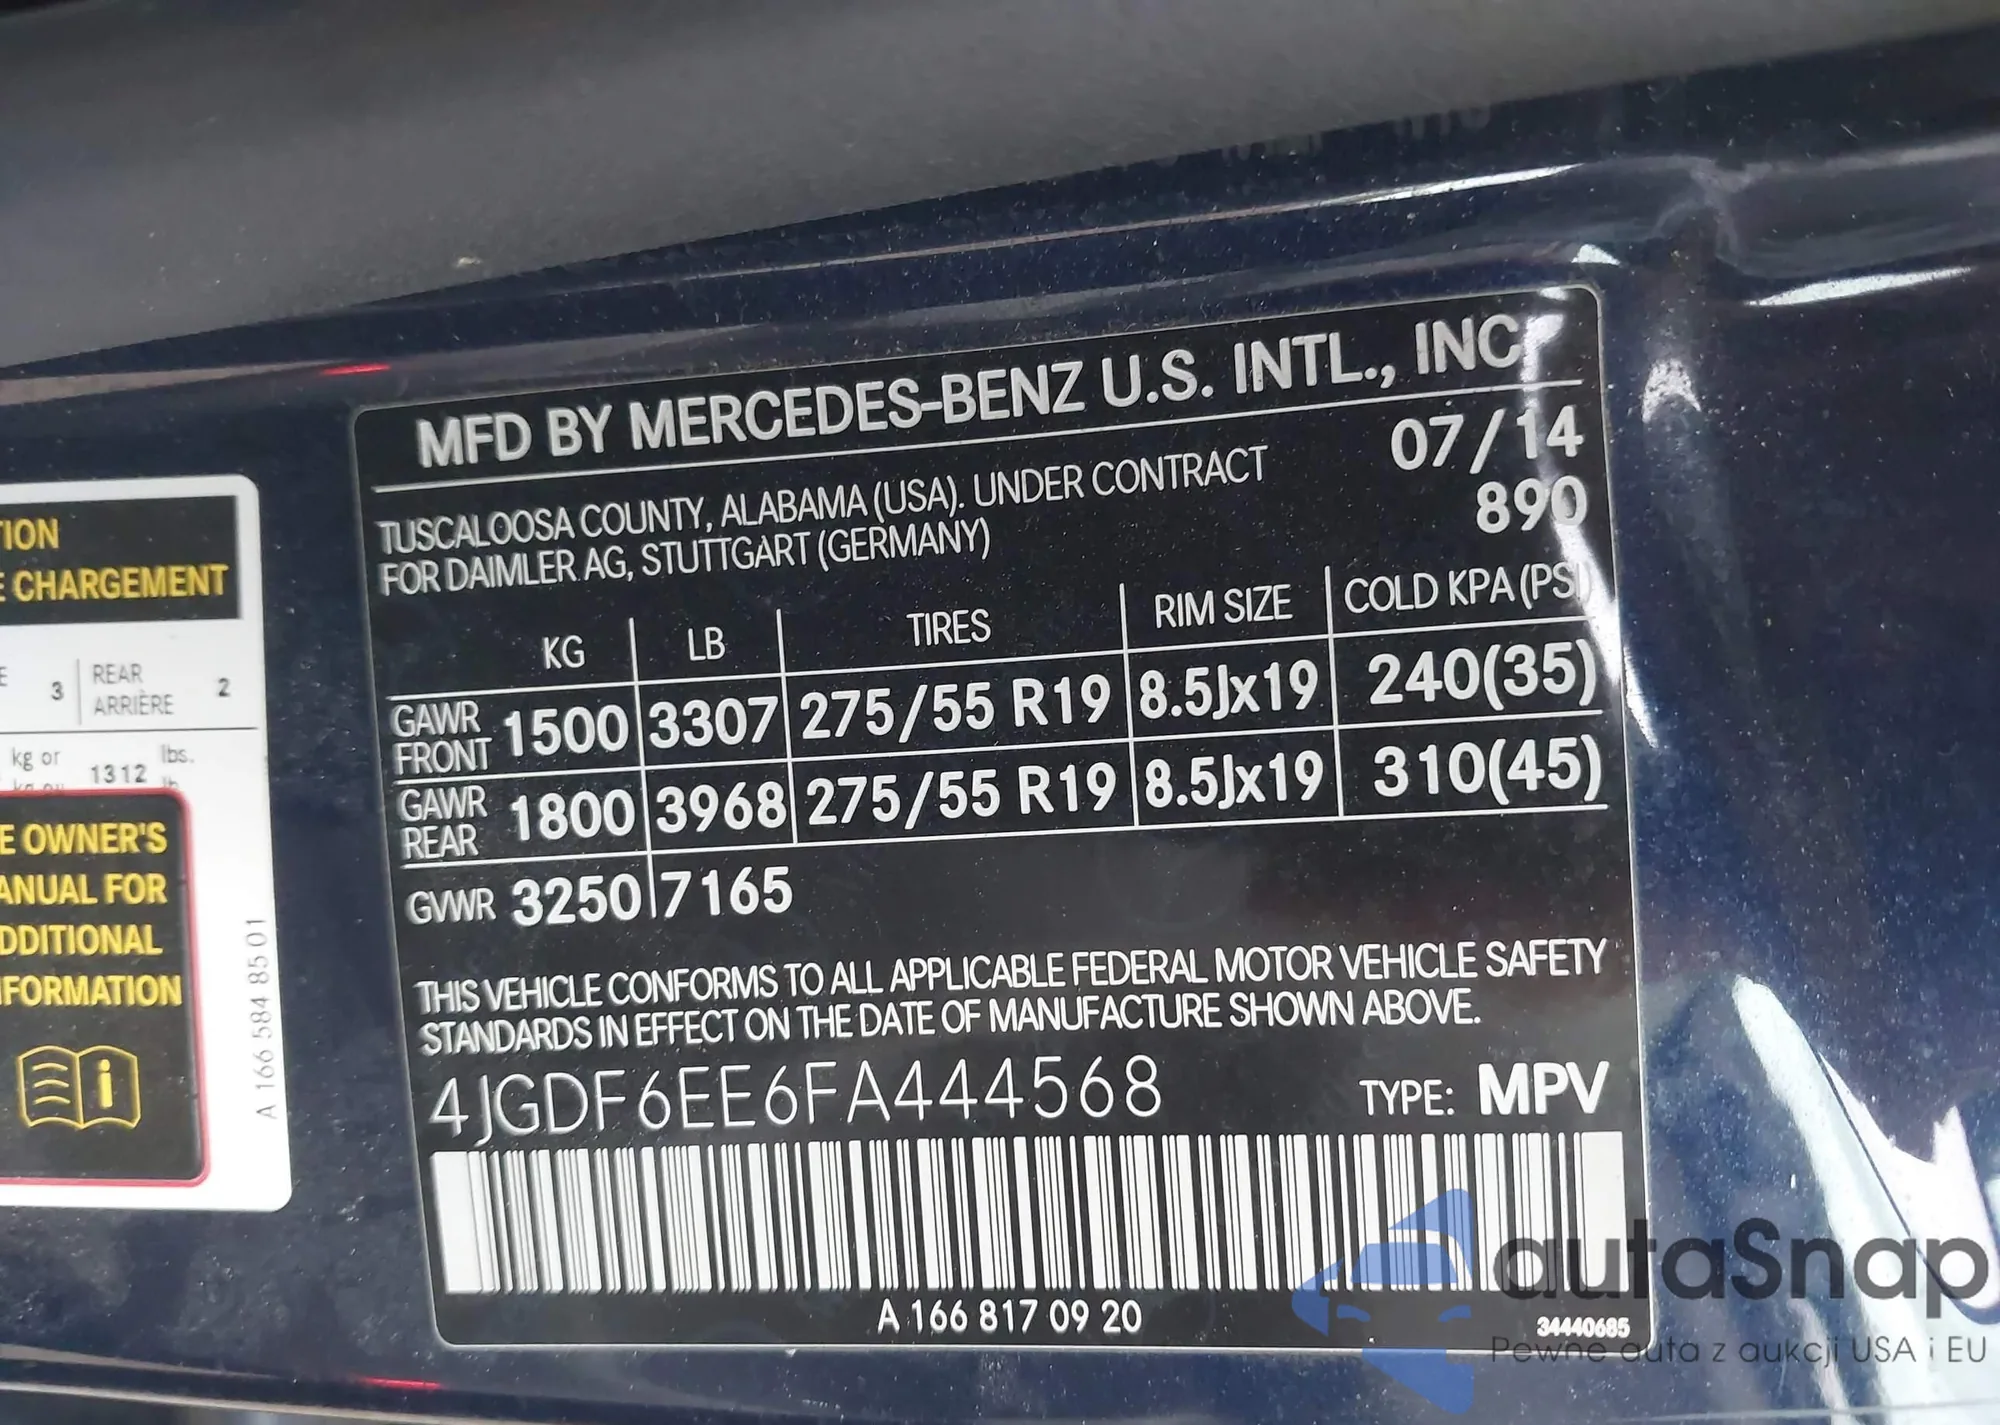 MFD BY MERCEDES-BENZ U.S. INTL., INC.
07/14
TUSCALOOSA COUNTY, ALABAMA (USA). UNDER CONTRACT
FOR DAIMLER AG, STUTTGART (GERMANY)
890
KG LB TIRES RIM SIZE COLD KPA (PSI)
GAWR FRONT 1500 3307 275/55 R19 8.5Jx19 240(35)
GAWR REAR 1800 3968 275/55 R19 8.5Jx19 310(45)
GVWR 3250 7165
THIS VEHICLE CONFORMS TO ALL APPLICABLE FEDERAL MOTOR VEHICLE SAFETY
STANDARDS IN EFFECT ON THE DATE OF MANUFACTURE SHOWN ABOVE.
4JGDF6EE6FA444568 TYPE: MPV
A 166 817 09 20
34440685
TION
E CHARGEMENT
E 3 REAR
ARRIÈRE 2
kg or 1312 lbs.
E OWNER'S
ANUAL FOR
DDITIONAL
NFORMATION
A 166 584 85 01
autaSnap
Pewne auta z aukcji USA i EU